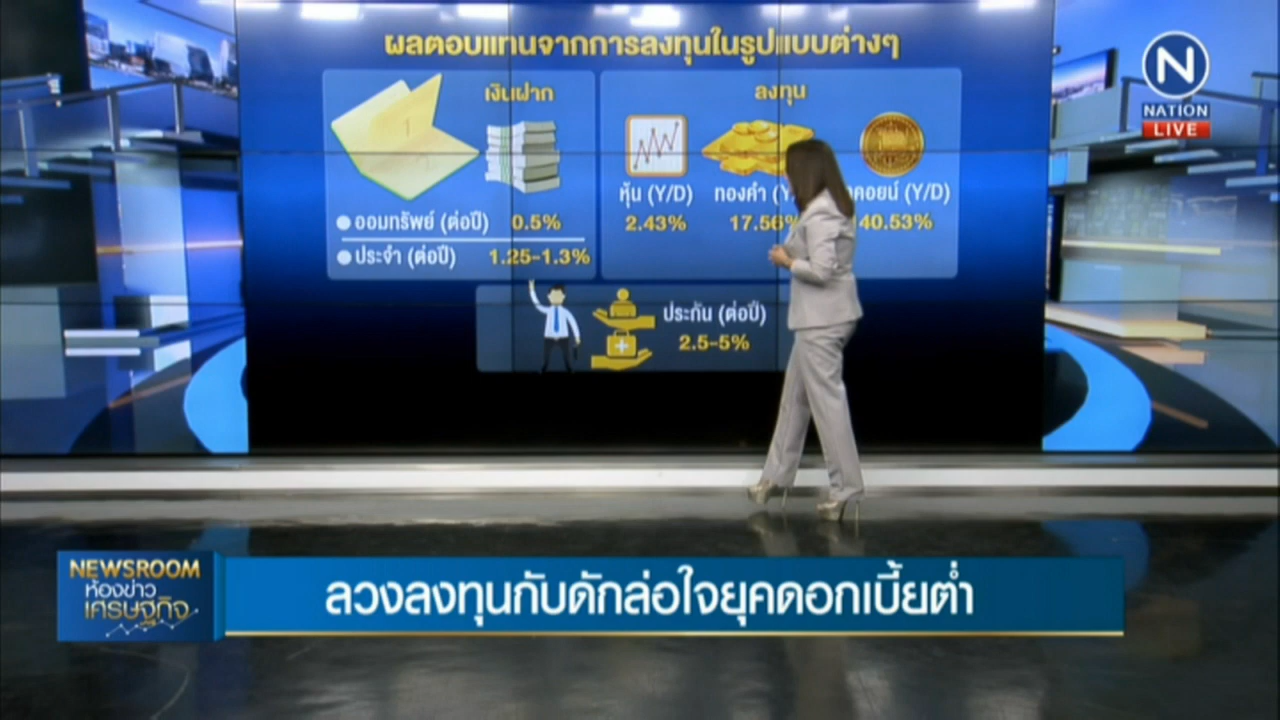 ผลตอบแทนจากการลงทุนในรูปแบบต่างๆ
เงินฝาก
ออมทรัพย์ (ต่อปี) 0.5%
ประจำ (ต่อปี) 1.25-1.3%
ลงทุน
หุ้น (Y/D) ทองคำ (Y/D)
2.43% 17.56% 40.53%
ประกัน (ต่อปี)
2.5-5%
N
NATION
LIVE
NEWSROOM
ห้องข่าว
เศรษฐกิจ
ลวงลงทุนกับดักล่อใจยุคดอกเบี้ยต่ำ